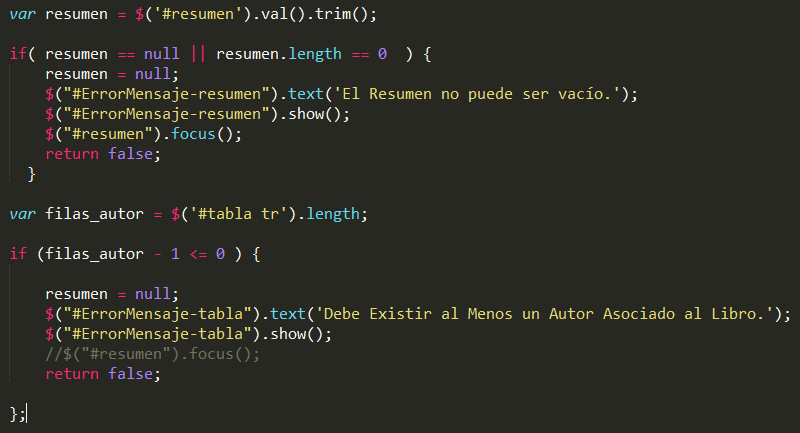 var resumen = $('#resumen').val().trim();
if( resumen == null || resumen.length == 0  ) {
resumen = null;
$("#ErrorMensaje-resumen").text('El Resumen no puede ser vacío.');
$("#ErrorMensaje-resumen").show();
$("#resumen").focus();
return false;
}
var filas_autor = $('#tabla tr').length;
if (filas_autor - 1 <= 0 ) {
resumen = null;
$("#ErrorMensaje-tabla").text('Debe Existir al Menos un Autor Asociado al Libro.');
$("#ErrorMensaje-tabla").show();
//$("#resumen").focus();
return false;
};